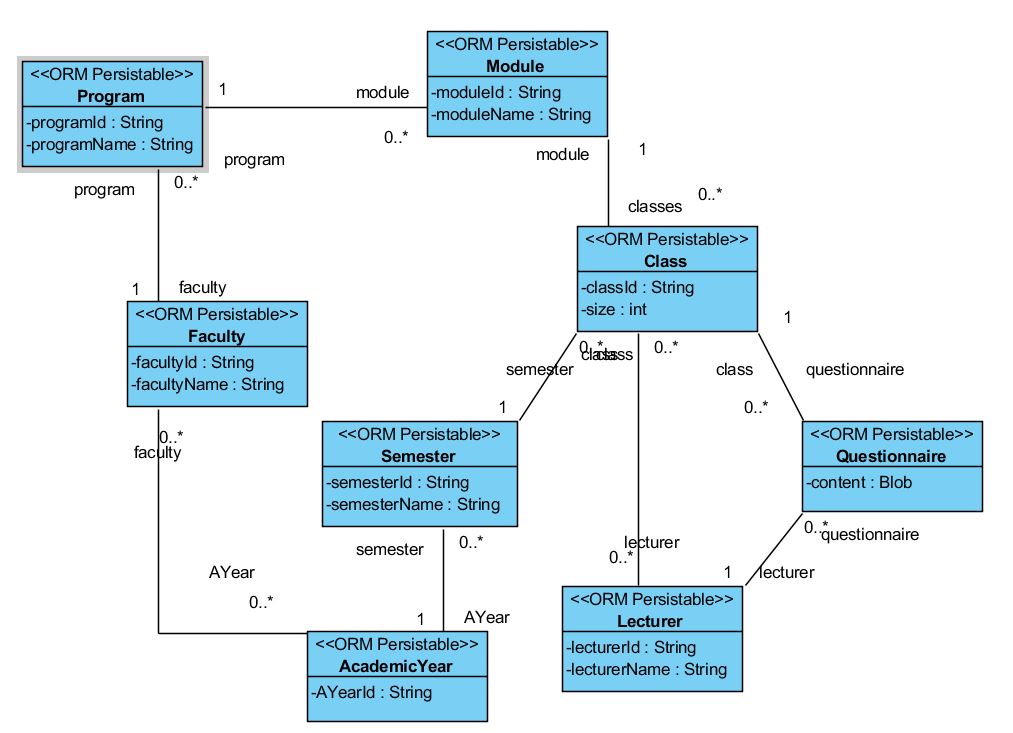 <<ORM Persistable>>
Module
-moduleId : String
-moduleName : String
<<ORM Persistable>>
Program
-programId : String
-programName : String
1
module
0..*
program
module
1
program
0..*
classes
0..*
<<ORM Persistable>>
Class
-classId : String
-size : int
1
faculty
<<ORM Persistable>>
Faculty
-facultyId : String
-facultyName : String
0..*
class
class
0..*
1
semester
class
questionnaire
1
0..*
0..*
faculty
<<ORM Persistable>>
Semester
-semesterId : String
-semesterName : String
<<ORM Persistable>>
Questionnaire
-content : Blob
semester
0..*
lecturer
0..*
0..*
questionnaire
AYear
0..*
1
lecturer
1
AYear
<<ORM Persistable>>
Lecturer
-lecturerId : String
-lecturerName : String
<<ORM Persistable>>
AcademicYear
-AYearId : String